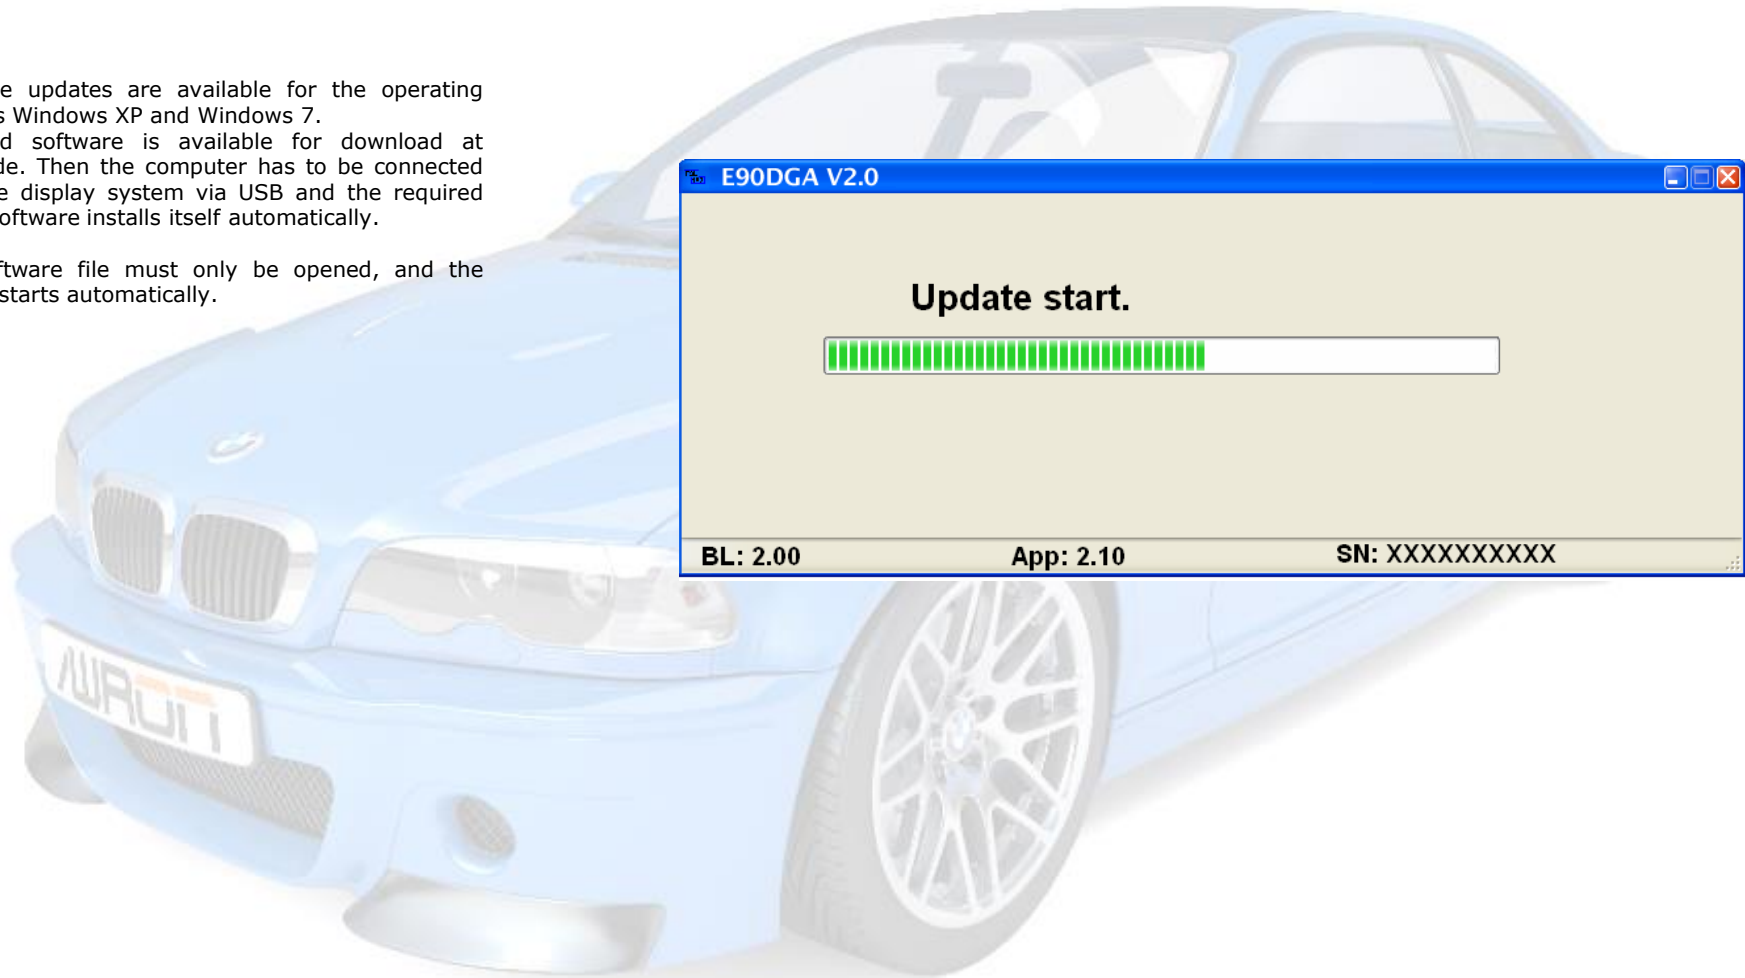 e updates are available for the operating
s Windows XP and Windows 7.
d software is available for download at
de. Then the computer has to be connected
e display system via USB and the required
oftware installs itself automatically.
ftware file must only be opened, and the
starts automatically.
E90DGA V2.0
Update start.
BL: 2.00 App: 2.10 SN: XXXXXXXXXX
AWRON